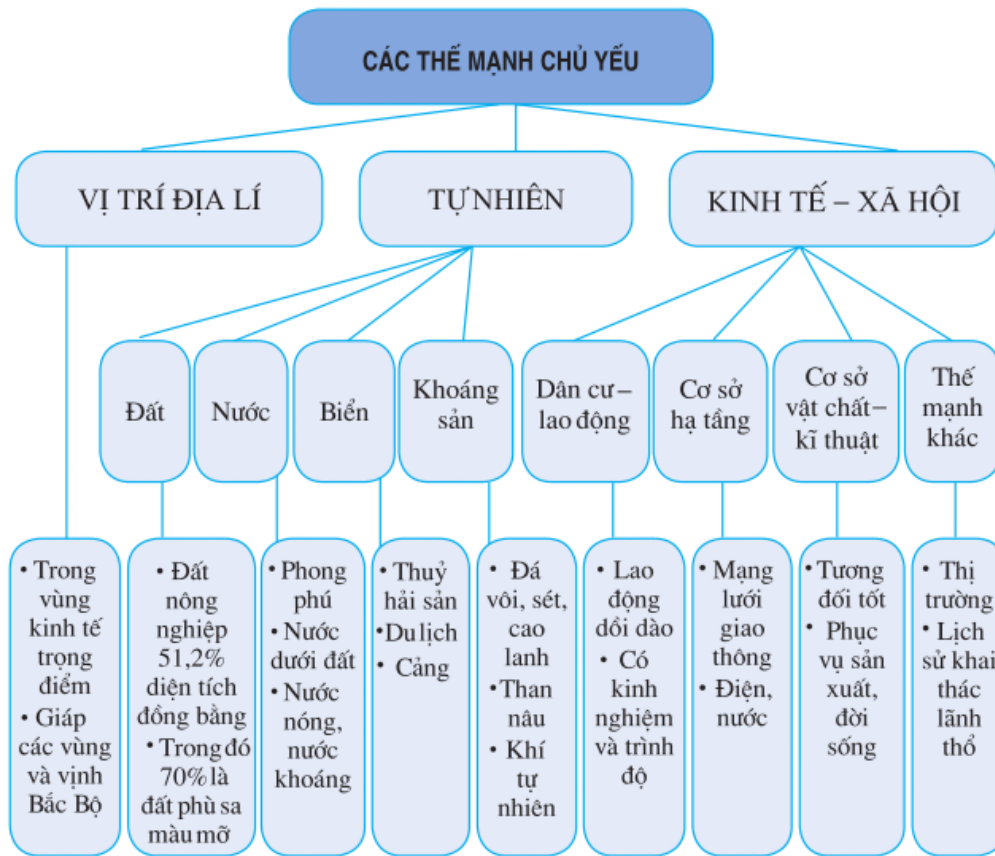 CÁC THẾ MẠNH CHỦ YẾU
VỊ TRÍ ĐỊA LÍ
TỰ NHIÊN
KINH TẾ – XÃ HỘI
Đất
Nước
Biển
Khoáng
sản
Dân cư –
lao động
Cơ sở
hạ tầng
Cơ sở
vật chất–
kĩ thuật
Thế
mạnh
khác
• Trong
vùng
kinh tế
trọng
điểm
• Giáp
các vùng
và vịnh
Bắc Bộ
• Đất
nông
nghiệp
51,2%
diện tích
đồng bằng
• Trong đó
70% là
đất phù sa
màu mỡ
• Phong
phú
• Nước
dưới đất
• Nước
nóng,
nước
khoáng
• Thuỷ
hải sản
• Du lịch
• Cảng
• Đá
vôi, sét,
cao
lanh
• Than
nâu
• Khí
tự
nhiên
• Lao
động
dồi dào
• Có
kinh
nghiệm
và trình
độ
• Mạng
lưới
giao
thông
• Điện,
nước
• Tương
đối tốt
• Phục
vụ sản
xuất,
đời
sống
• Thị
trường
• Lịch
sử khai
thác
lãnh
thổ